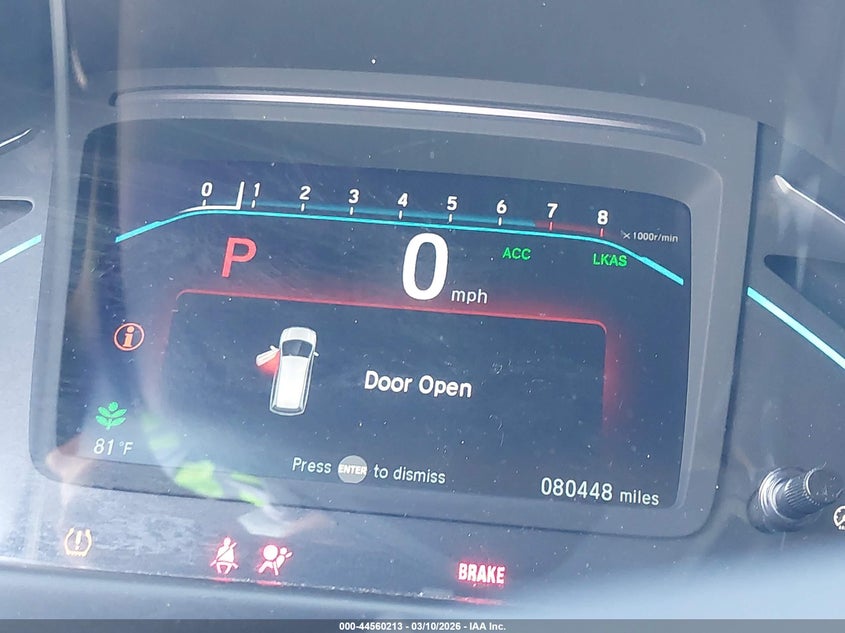 0 1 2 3 4 5 6 7 8 ×1000r/min
P 0 mph ACC LKAS
Door Open
81°F
Press ENTER to dismiss
080448 miles
BRAKE
000-44560213 - 03/10/2026 - IAA Inc.